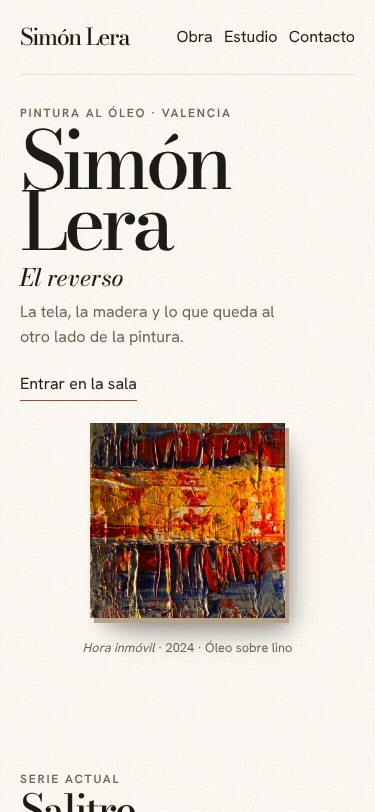 Simón Lera
Obra Estudio Contacto
PINTURA AL ÓLEO · VALENCIA
Simón
Lera
El reverso
La tela, la madera y lo que queda al
otro lado de la pintura.
Entrar en la sala
Hora inmóvil · 2024 · Óleo sobre lino
SERIE ACTUAL
Salitre